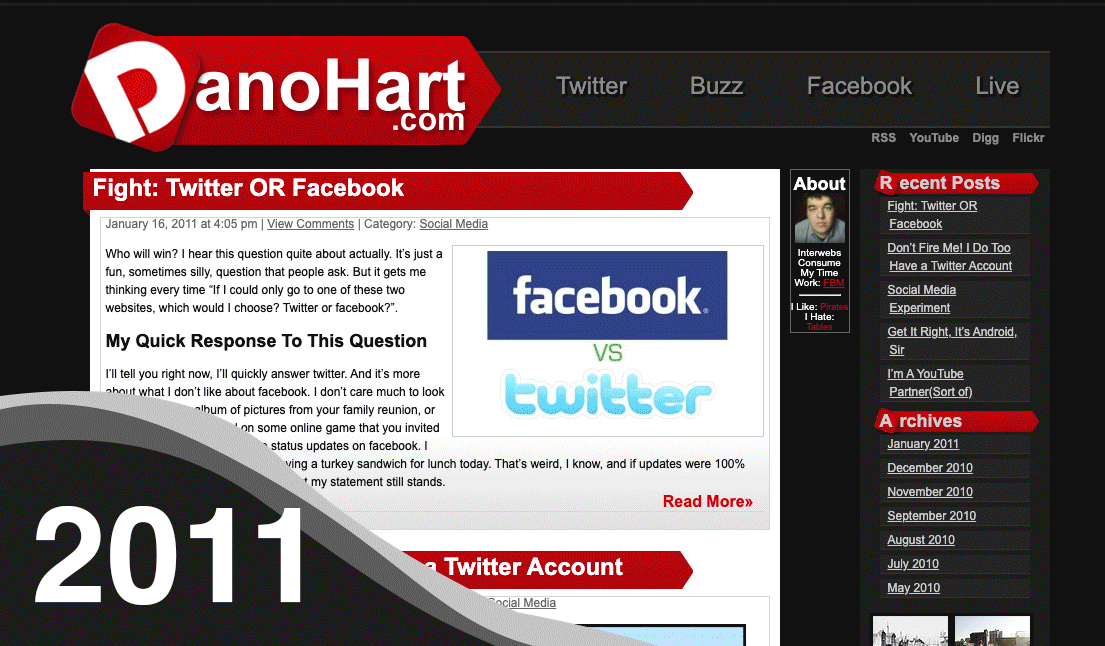 DanoHart
.com
Twitter Buzz Facebook Live
RSS YouTube Digg Flickr
Fight: Twitter OR Facebook
January 16, 2011 at 4:05 pm | View Comments | Category: Social Media
Who will win? I hear this question quite about actually. It's just a
fun, sometimes silly, question that people ask. But it gets me
thinking every time “If I could only go to one of these two
websites, which would I choose? Twitter or facebook?”.
facebook®
VS
twitter
My Quick Response To This Question
I'll tell you right now, I'll quickly answer twitter. And it's more
about what I don't like about facebook. I don't care much to look
album of pictures from your family reunion, or
on some online game that you invited
status updates on facebook. I
a turkey sandwich for lunch today. That's weird, I know, and if updates were 100%
my statement still stands.
Read More»
a Twitter Account
Social Media
About
Interwebs
Consume
My Time
Work: FBM
I Like: Pirates
I Hate:
Tables
Recent Posts
Fight: Twitter OR
Facebook
Don't Fire Me! I Do Too
Have a Twitter Account
Social Media
Experiment
Get It Right, It's Android,
Sir
I'm A YouTube
Partner(Sort of)
Archives
January 2011
December 2010
November 2010
September 2010
August 2010
July 2010
May 2010
2011